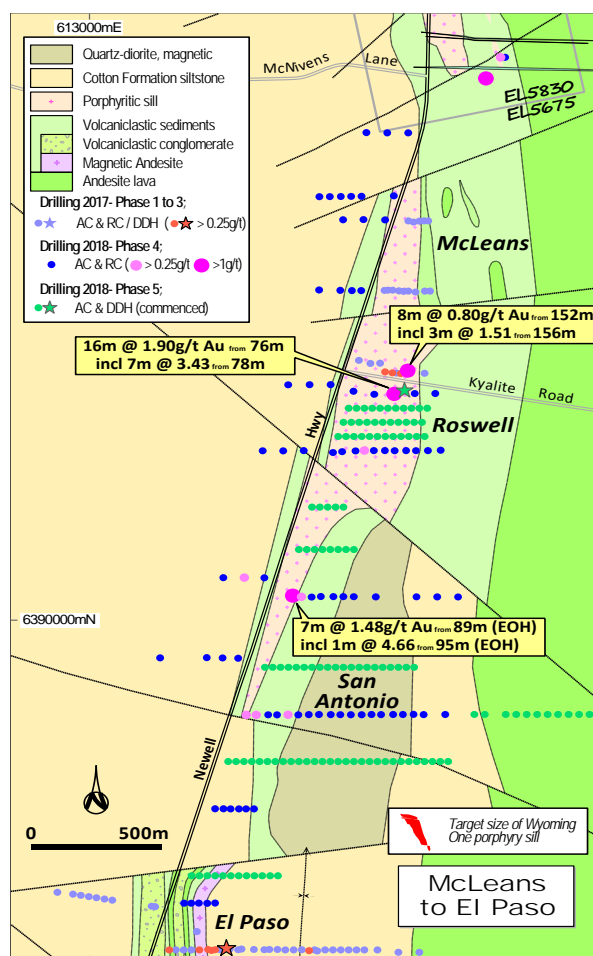 613000mE
McNivens Lane
EL5830
EL5675
Quartz-diorite, magnetic
Cotton Formation siltstone
Porphyritic sill
Volcaniclastic sediments
Volcaniclastic conglomerate
Magnetic Andesite
Andesite lava
Drilling 2017- Phase 1 to 3;
AC & RC / DDH ( > 0.25g/t)
Drilling 2018- Phase 4;
AC & RC ( > 0.25g/t >1g/t)
Drilling 2018- Phase 5;
AC & DDH (commenced)
McLeans
8m @ 0.80g/t Au from 152m
incl 3m @ 1.51 from 156m
16m @ 1.90g/t Au from 76m
incl 7m @ 3.43 from 78m
Kyalite Road
Roswell
Hwy
6390000mN
7m @ 1.48g/t Au from 89m (EOH)
incl 1m @ 4.66 from 95m (EOH)
San
Antonio
Newell
0 500m
Target size of Wyoming
One porphyry sill
McLeans
to El Paso
El Paso